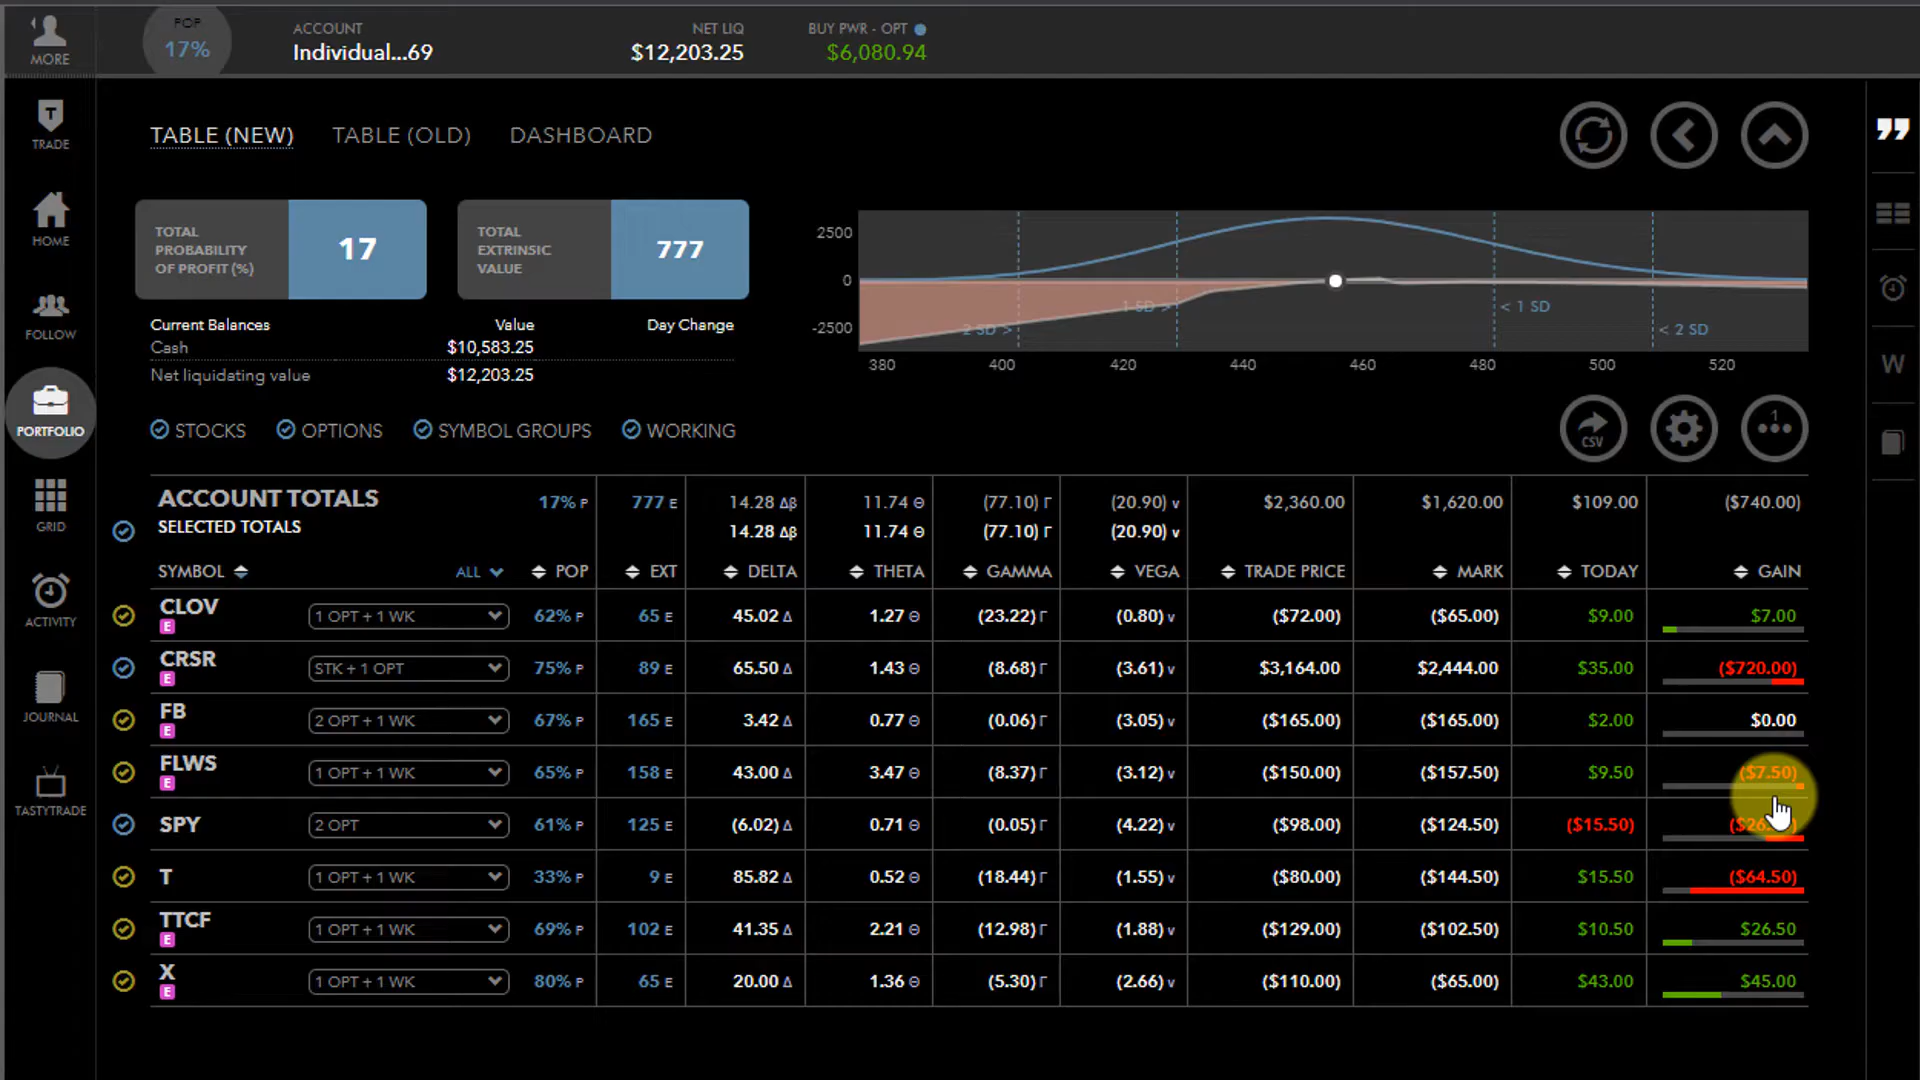 MORE
POP
17%
ACCOUNT
Individual...69
NET LIQ
$12,203.25
BUY PWR - OPT
$6,080.94
TRADE
HOME
FOLLOW
PORTFOLIO
GRID
ACTIVITY
JOURNAL
TASTYTRADE
TABLE (NEW) TABLE (OLD) DASHBOARD
TOTAL
PROBABILITY
OF PROFIT (%)
17
TOTAL
EXTRINSIC
VALUE
777
Current Balances Value Day Change
Cash $10,583.25
Net liquidating value $12,203.25
2500
0
-2500
2 SD >
1 SD >
< 1 SD
< 2 SD
380 400 420 440 460 480 500 520
STOCKS OPTIONS SYMBOL GROUPS WORKING
CSV
1
W
ACCOUNT TOTALS 17% P 777 E 14.28 Δβ 11.74 Θ (77.10) Γ (20.90) v $2,360.00 $1,620.00 $109.00 ($740.00)
SELECTED TOTALS 14.28 Δβ 11.74 Θ (77.10) Γ (20.90) v
SYMBOL ALL POP EXT DELTA THETA GAMMA VEGA TRADE PRICE MARK TODAY GAIN
CLOV E 1 OPT + 1 WK 62% P 65 E 45.02 Δ 1.27 Θ (23.22) Γ (0.80) v ($72.00) ($65.00) $9.00 $7.00
CRSR E STK + 1 OPT 75% P 89 E 65.50 Δ 1.43 Θ (8.68) Γ (3.61) v $3,164.00 $2,444.00 $35.00 ($720.00)
FB E 2 OPT + 1 WK 67% P 165 E 3.42 Δ 0.77 Θ (0.06) Γ (3.05) v ($165.00) ($165.00) $2.00 $0.00
FLWS E 1 OPT + 1 WK 65% P 158 E 43.00 Δ 3.47 Θ (8.37) Γ (3.12) v ($150.00) ($157.50) $9.50 ($7.50)
SPY 2 OPT 61% P 125 E (6.02) Δ 0.71 Θ (0.05) Γ (4.22) v ($98.00) ($124.50) ($15.50)
T 1 OPT + 1 WK 33% P 9 E 85.82 Δ 0.52 Θ (18.44) Γ (1.55) v ($80.00) ($144.50) $15.50 ($64.50)
TTCF E 1 OPT + 1 WK 69% P 102 E 41.35 Δ 2.21 Θ (12.98) Γ (1.88) v ($129.00) ($102.50) $10.50 $26.50
X E 1 OPT + 1 WK 80% P 65 E 20.00 Δ 1.36 Θ (5.30) Γ (2.66) v ($110.00) ($65.00) $43.00 $45.00